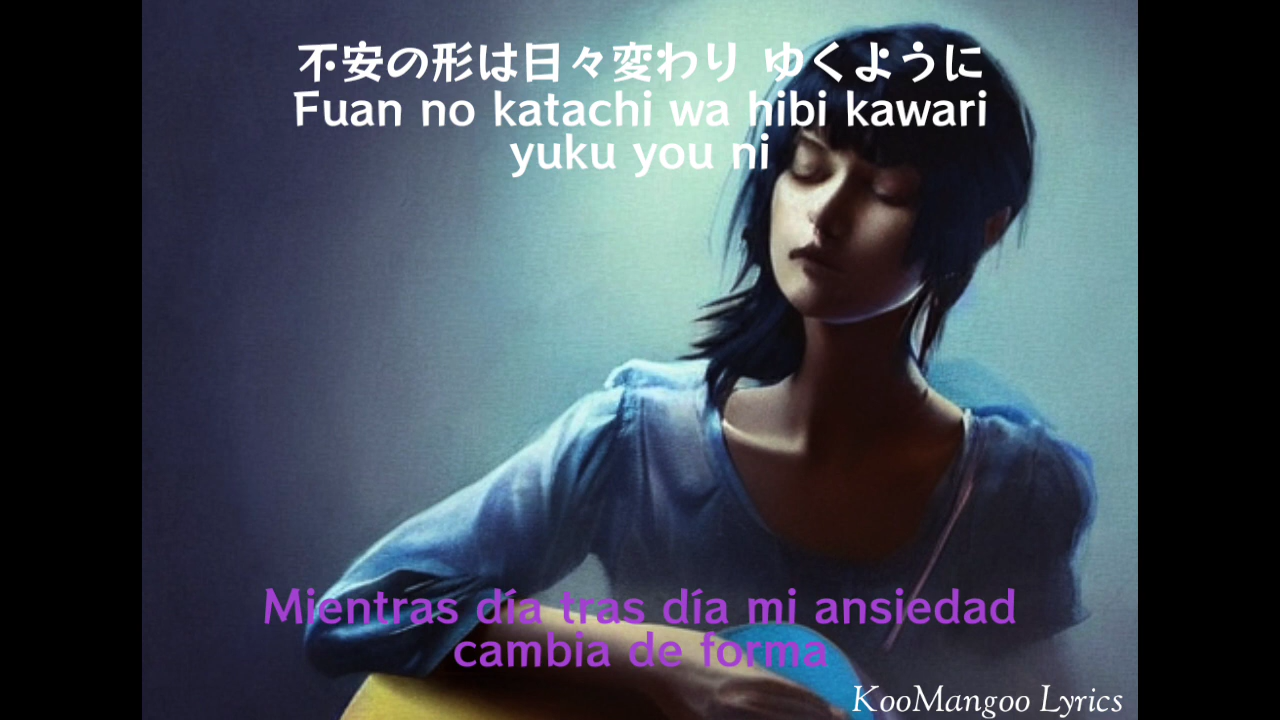 不安の形は日々変わり ゆくように
Fuan no katachi wa hibi kawari
yuku you ni
Mientras día tras día mi ansiedad
cambia de forma
KooMangoo Lyrics